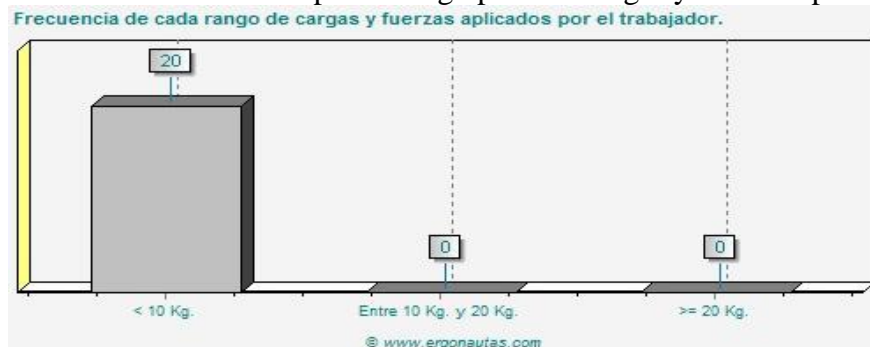 Frecuencia de cada rango de cargas y fuerzas aplicados por el trabajador.
20
0
0
< 10 Kg.
Entre 10 Kg. y 20 Kg.
>= 20 Kg.
© www.ergonautas.com